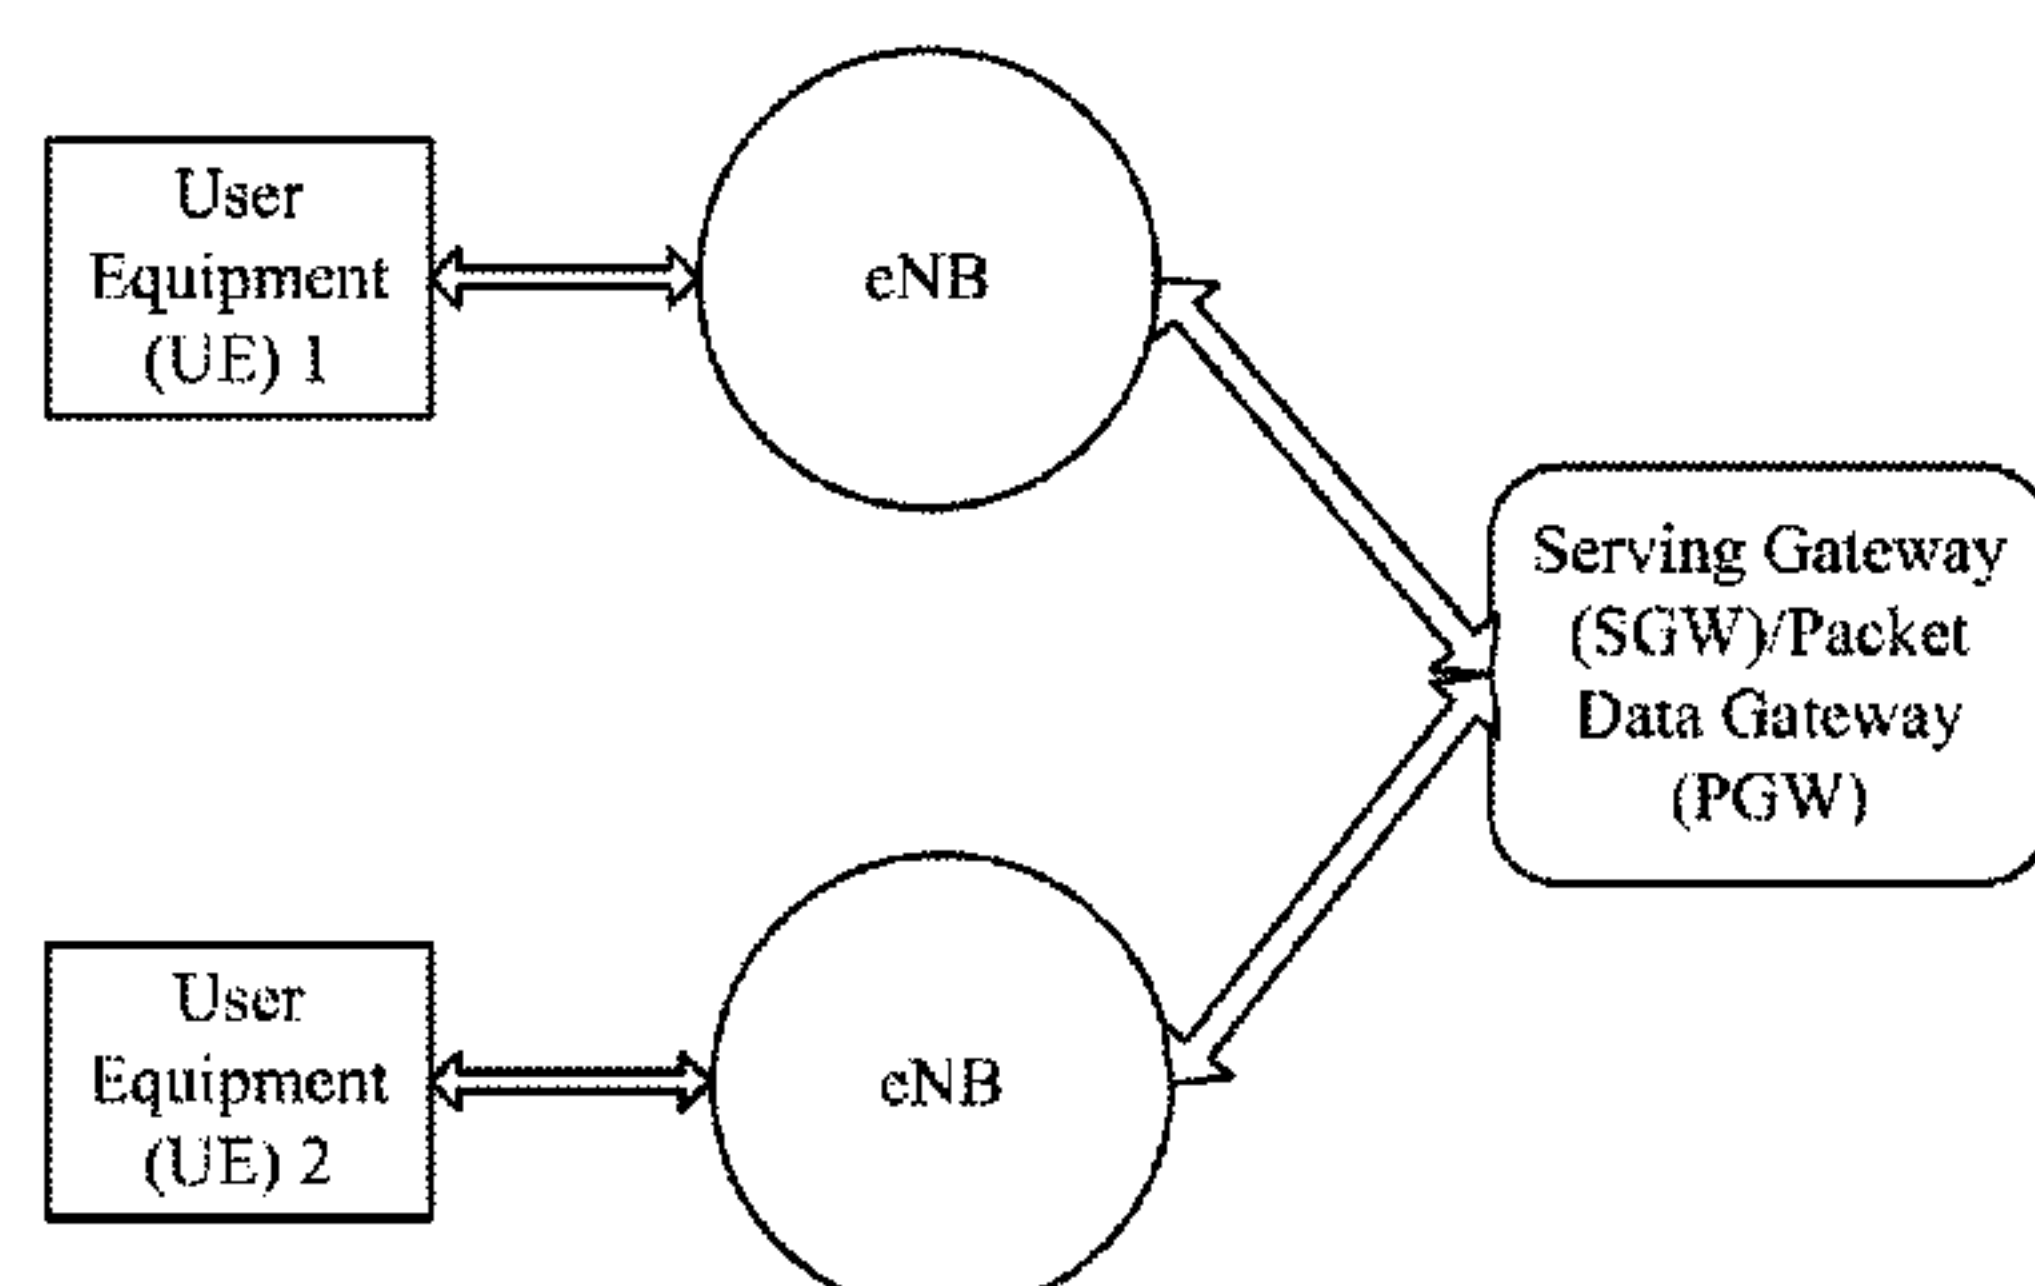 User
Equipment
(UE) 1
eNB
Serving Gateway
(SGW)/Packet
Data Gateway
(PGW)
User
Equipment
(UE) 2
eNB